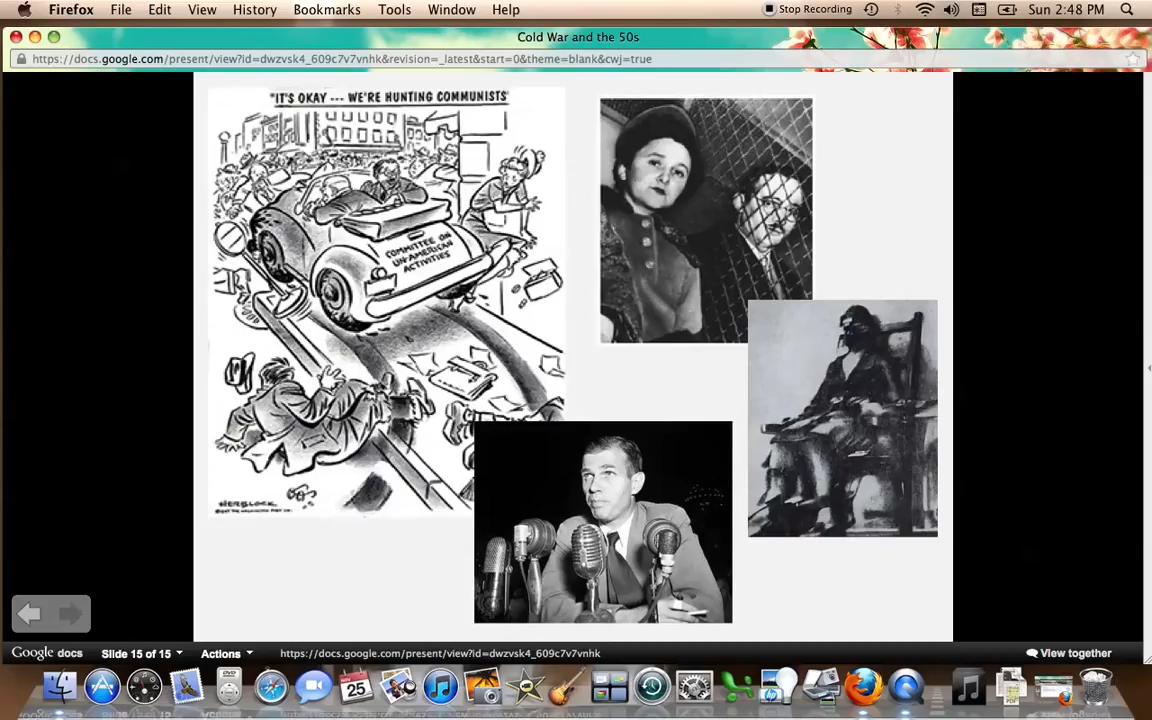 Firefox File Edit View History Bookmarks Tools Window Help Stop Recording Sun 2:48 PM
Cold War and the 50s
https://docs.google.com/present/view?id=dwzvsk4_609c7v7vnhk&revision=_latest&start=0&theme=blank&cwj=true
"IT'S OKAY --- WE'RE HUNTING COMMUNISTS"
COMMITTEE ON
UN-AMERICAN
ACTIVITIES
HERBLOCK
Google docs Slide 15 of 15 Actions https://docs.google.com/present/view?id=dwzvsk4_609c7v7vnhk View together
25
PDF